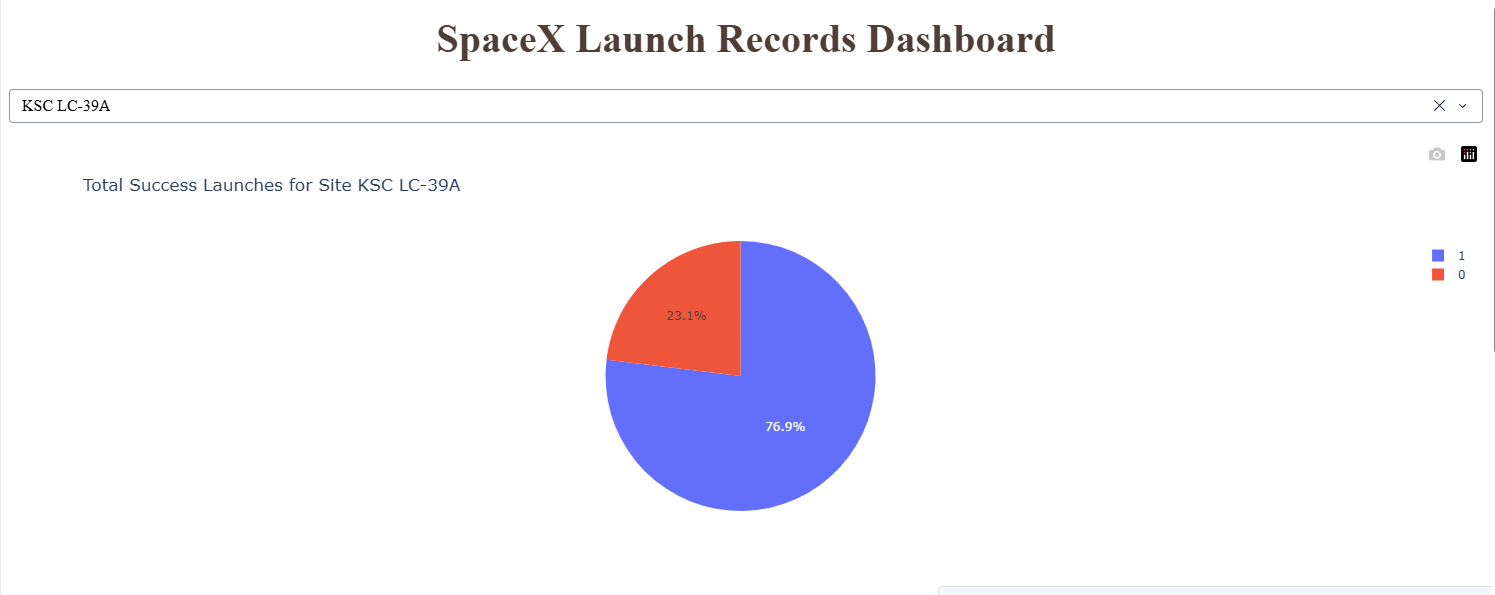 SpaceX Launch Records Dashboard
KSC LC-39A
Total Success Launches for Site KSC LC-39A
1
0
23.1%
76.9%